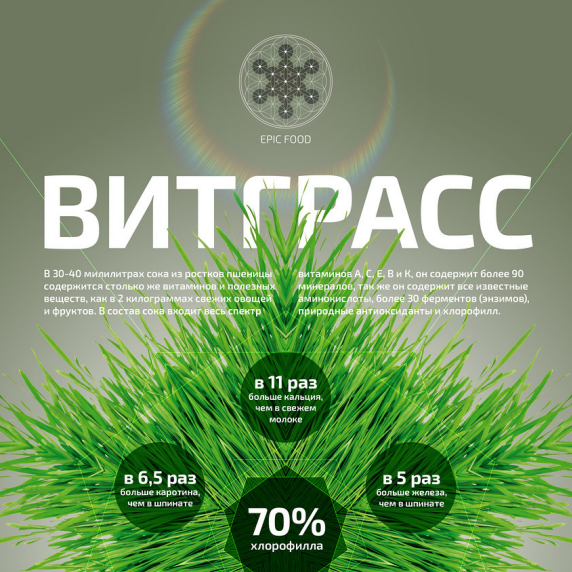 EPIC FOOD
ВИТГРАСС
В 30-40 милилитрах сока из ростков пшеницы
содержится столько же витаминов и полезных
веществ, как в 2 килограммах свежих овощей
и фруктов. В состав сока входит весь спектр
витаминов А, С, Е, В и К, он содержит более 90
минералов, так же он содержит все известные
аминокислоты, более 30 ферментов (энзимов),
природные антиоксиданты и хлорофилл.
в 11 раз
больше кальция,
чем в свежем
молоке
в 6,5 раз
больше каротина,
чем в шпинате
в 5 раз
больше железа,
чем в шпинате
70%
хлорофилла